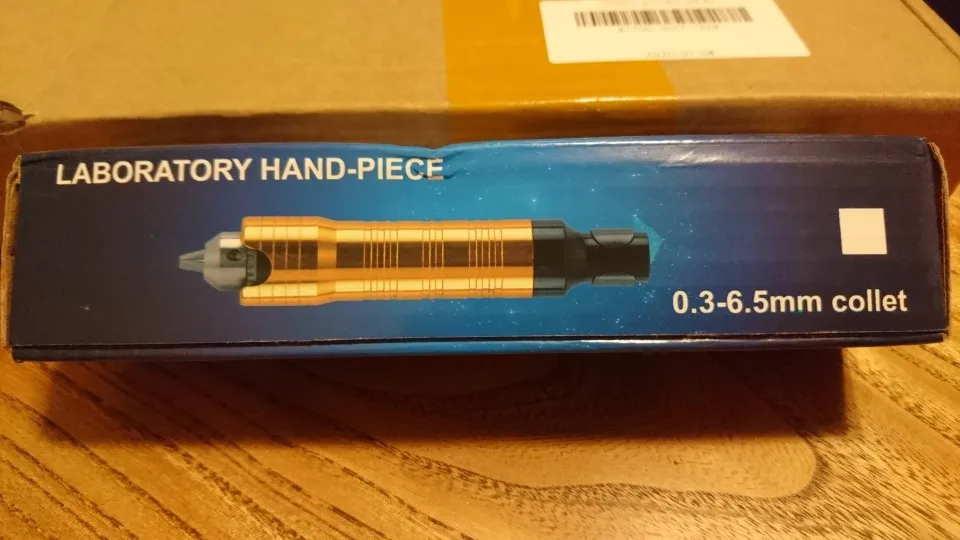 LABORATORY HAND-PIECE
0.3-6.5mm collet